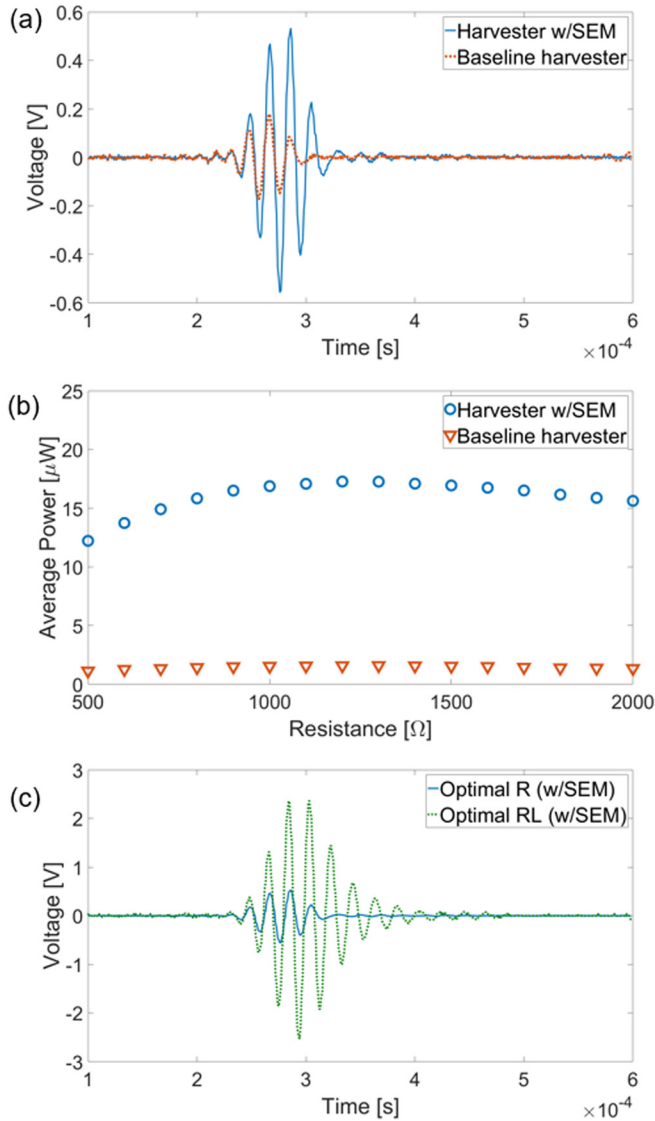 (a)
Harvester w/SEM
Baseline harvester
Voltage [V]
0.6
0.4
0.2
0
-0.2
-0.4
-0.6
1 2 3 4 5 6
Time [s]
×10-4
(b)
Harvester w/SEM
Baseline harvester
Average Power [μW]
25
20
15
10
5
0
500 1000 1500 2000
Resistance [Ω]
(c)
Optimal R (w/SEM)
Optimal RL (w/SEM)
Voltage [V]
3
2
1
0
-1
-2
-3
1 2 3 4 5 6
Time [s]
×10-4